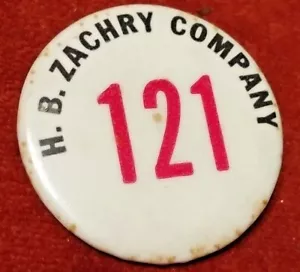 H. B. ZACHRY COMPANY
121